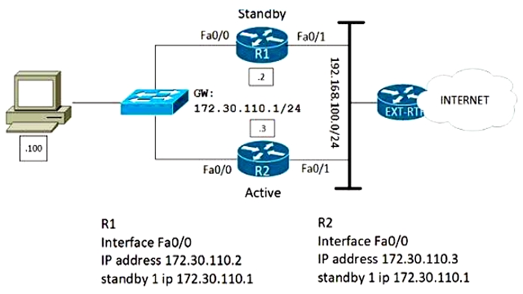 Standby
Fa0/0
Fa0/1
R1
.2
GW:
172.30.110.1/24
192.168.100.0/24
INTERNET
.100
.3
R2
Fa0/0
Fa0/1
Active
R1
Interface Fa0/0
IP address 172.30.110.2
standby 1 ip 172.30.110.1
R2
Interface Fa0/0
IP address 172.30.110.3
standby 1 ip 172.30.110.1